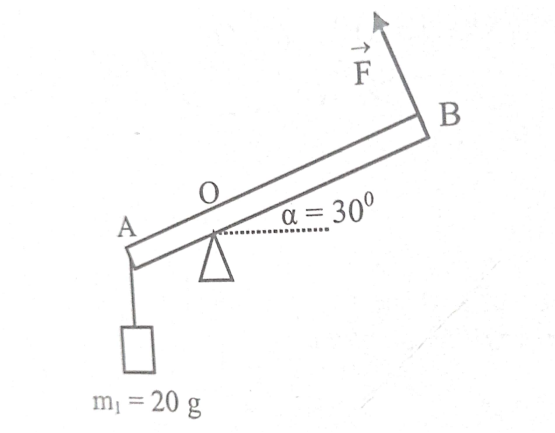 F
B
O
α = 30⁰
A
m₁ = 20 g